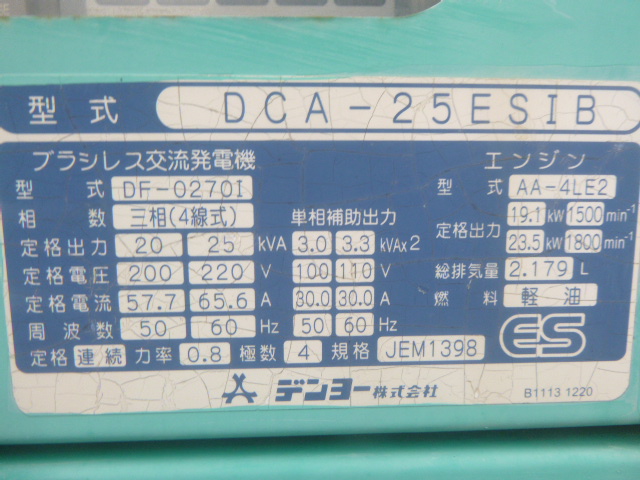 型式 DCA-25ESIB
ブラシレス交流発電機
型式 DF-0270I
相数 三相(4線式) 単相補助出力
定格出力 20 25 kVA 3.0 3.3 kVA×2
定格電圧 200 220 V 100 110 V
定格電流 57.7 65.6 A 30.0 30.0 A
周波数 50 60 Hz 50 60 Hz
定格 連続 力率 0.8 極数 4 規格 JEM1398
エンジン
型式 AA-4LE2
定格出力 19.1 kW 1500 min⁻¹
23.5 kW 1800 min⁻¹
総排気量 2.179 L
燃料 軽油
ES
デンヨー株式会社
B1113 1220